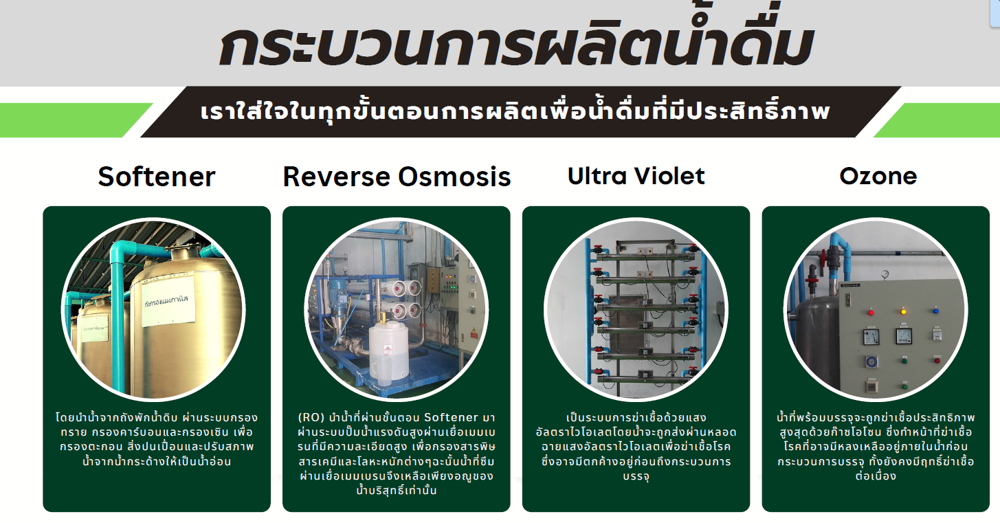 กระบวนการผลิตน้ำดื่ม
เราใส่ใจในทุกขั้นตอนการผลิตเพื่อน้ำดื่มที่มีประสิทธิ์ภาพ
Softener
ถังกรองแมงกานีส
โดยนำน้ำจากถังพักน้ำดิบ ผ่านระบบกรอง
ทราย กรองคาร์บอนและกรองเซิน เพื่อ
กรองตะกอน สิ่งปนเปื่อนและปรับสภาพ
น้ำจากน้ำกระด้างให้เป็นน้ำอ่อน
Reverse Osmosis
(RO) นำน้ำที่ผ่านขั้นตอน Softener มา
ผ่านระบบปั๊มน้ำแรงดันสูงผ่านเยื่อเมมเบ
รนที่มีความละเอียดสูง เพื่อกรองสารพิษ
สารเคมีและโลหะหนักต่างๆฉะนั้นน้ำที่ซึม
ผ่านเยื่อเมมเบรนจึงเหลือเพียงอณูของ
น้ำบริสุทธิ์เท่านั้น
Ultra Violet
เป็นระบบการฆ่าเชื้อด้วยแสง
อัลตราไวโอเลตโดยน้ำจะถูกส่งผ่านหลอด
ฉายแสงอัลตราไวโอเลตเพื่อฆ่าเชื้อโรค
ซึ่งอาจมีตกค้างอยู่ก่อนถึงกระบวนการ
บรรจุ
Ozone
น้ำที่พร้อมบรรจุจะถูกฆ่าเชื้อประสิทธิภาพ
สูงสุดด้วยก๊าซโอโซน ซึ่งทำหน้าที่ฆ่าเชื้อ
โรคที่อาจมีหลงเหลืออยู่ภายในน้ำก่อน
กระบวนการบรรจุ ทั้งยังคงมีฤทธิ์ฆ่าเชื้อ
ต่อเนื่อง